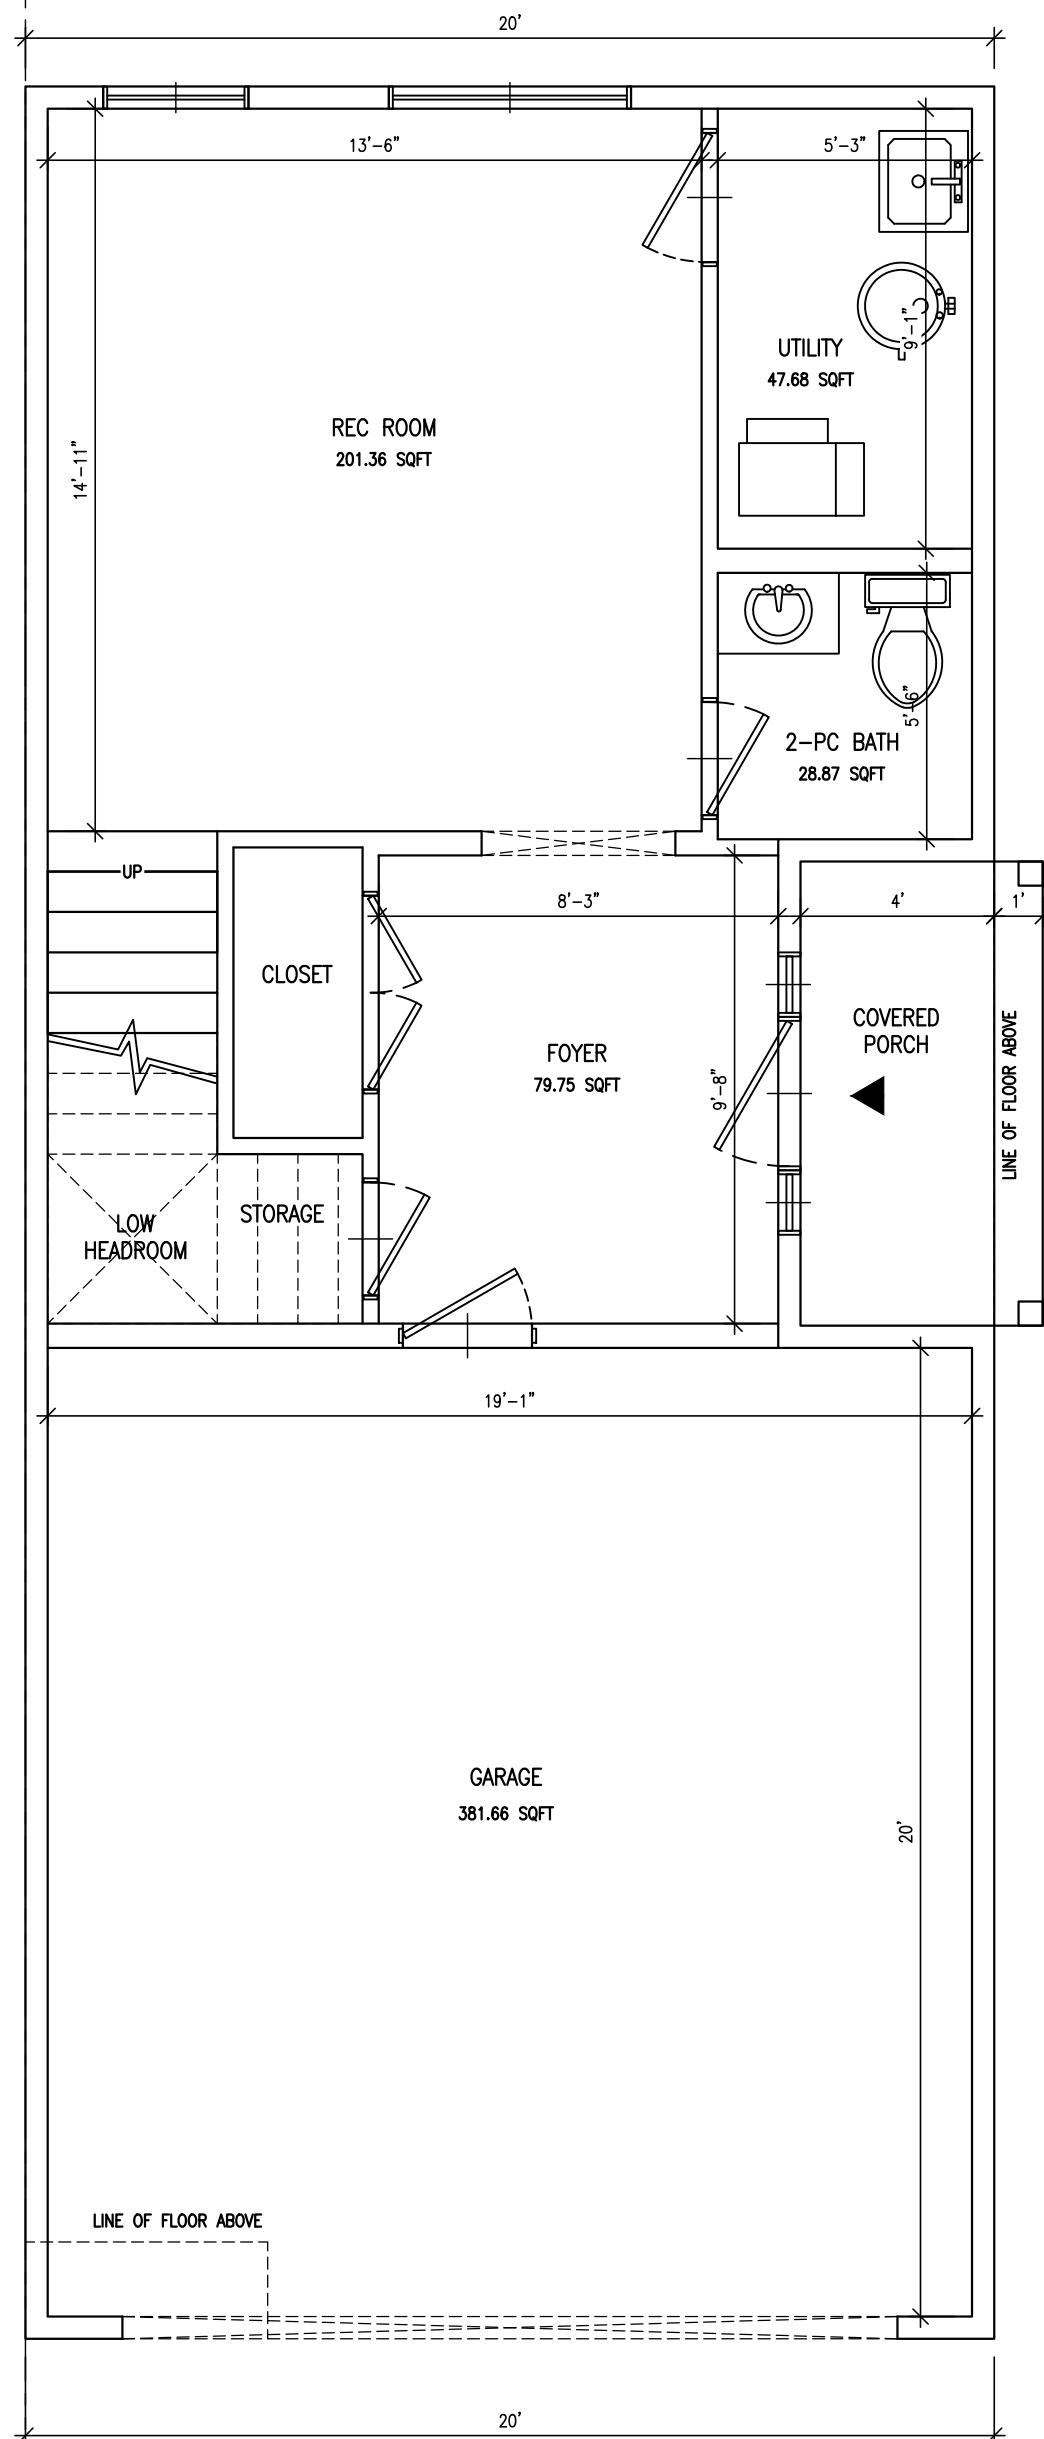 20'
13'-6"
5'-3"
9'-1"
UTILITY
47.68 SQFT
REC ROOM
201.36 SQFT
14'-11"
5'-6"
2-PC BATH
28.87 SQFT
UP
8'-3"
4'
1'
CLOSET
COVERED
PORCH
FOYER
79.75 SQFT
9'-8"
LINE OF FLOOR ABOVE
STORAGE
LOW
HEADROOM
19'-1"
GARAGE
381.66 SQFT
20'
LINE OF FLOOR ABOVE
20'